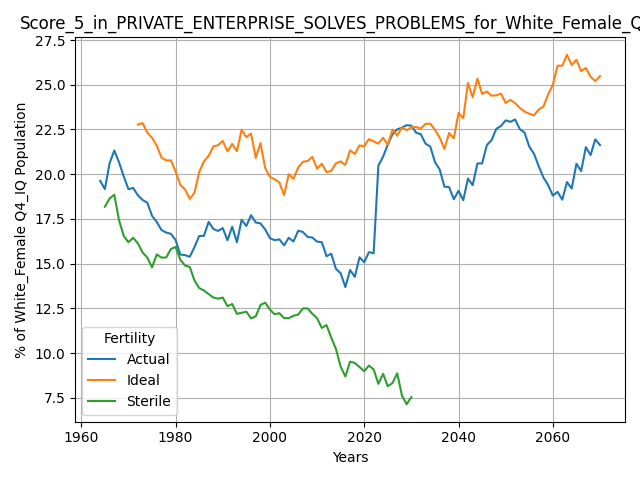 Score_5_in_PRIVATE_ENTERPRISE_SOLVES_PROBLEMS_for_White_Female_Q
27.5
25.0
22.5
20.0
17.5
15.0
12.5
10.0
7.5
% of White_Female Q4_IQ Population
Fertility
Actual
Ideal
Sterile
1960
1980
2000
2020
2040
2060
Years